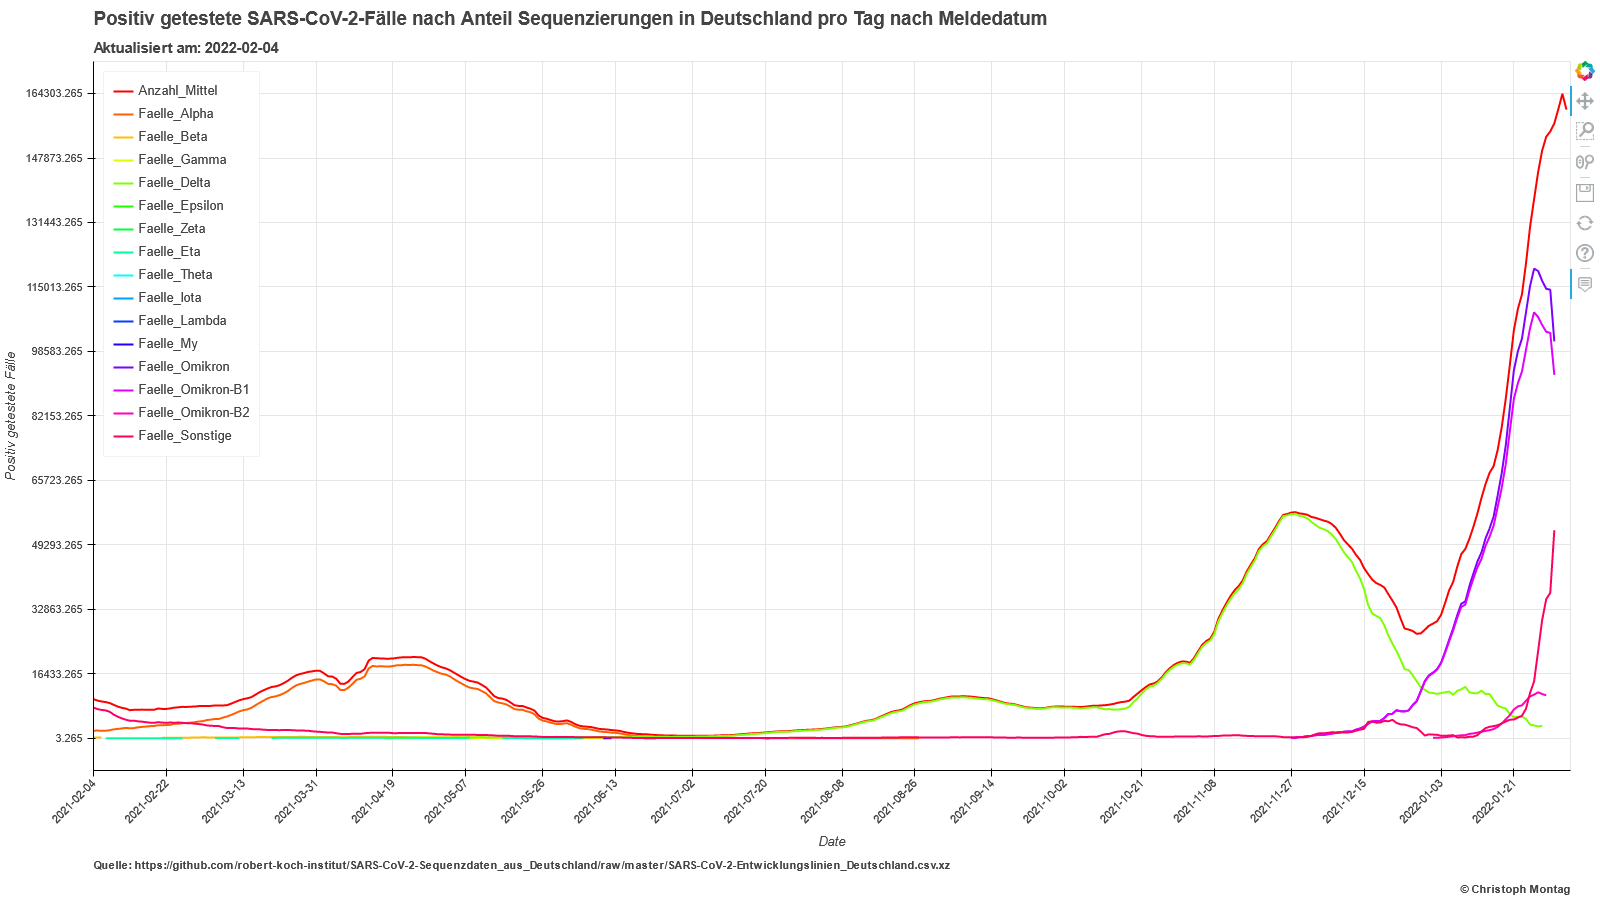 Positiv getestete SARS-CoV-2-Fälle nach Anteil Sequenzierungen in Deutschland pro Tag nach Meldedatum
Aktualisiert am: 2022-02-04
Anzahl_Mittel
Faelle_Alpha
Faelle_Beta
Faelle_Gamma
Faelle_Delta
Faelle_Epsilon
Faelle_Zeta
Faelle_Eta
Faelle_Theta
Faelle_Iota
Faelle_Lambda
Faelle_My
Faelle_Omikron
Faelle_Omikron-B1
Faelle_Omikron-B2
Faelle_Sonstige
164303.265
147873.265
131443.265
115013.265
98583.265
82153.265
65723.265
49293.265
32863.265
16433.265
3.265
Positiv getestete Fälle
2021-02-04
2021-02-22
2021-03-13
2021-03-31
2021-04-19
2021-05-07
2021-05-26
2021-06-13
2021-07-02
2021-07-20
2021-08-08
2021-08-26
2021-09-14
2021-10-02
2021-10-21
2021-11-08
2021-11-27
2021-12-15
2022-01-03
2022-01-21
Date
Quelle: https://github.com/robert-koch-institut/SARS-CoV-2-Sequenzdaten_aus_Deutschland/raw/master/SARS-CoV-2-Entwicklungslinien_Deutschland.csv.xz
© Christoph Montag